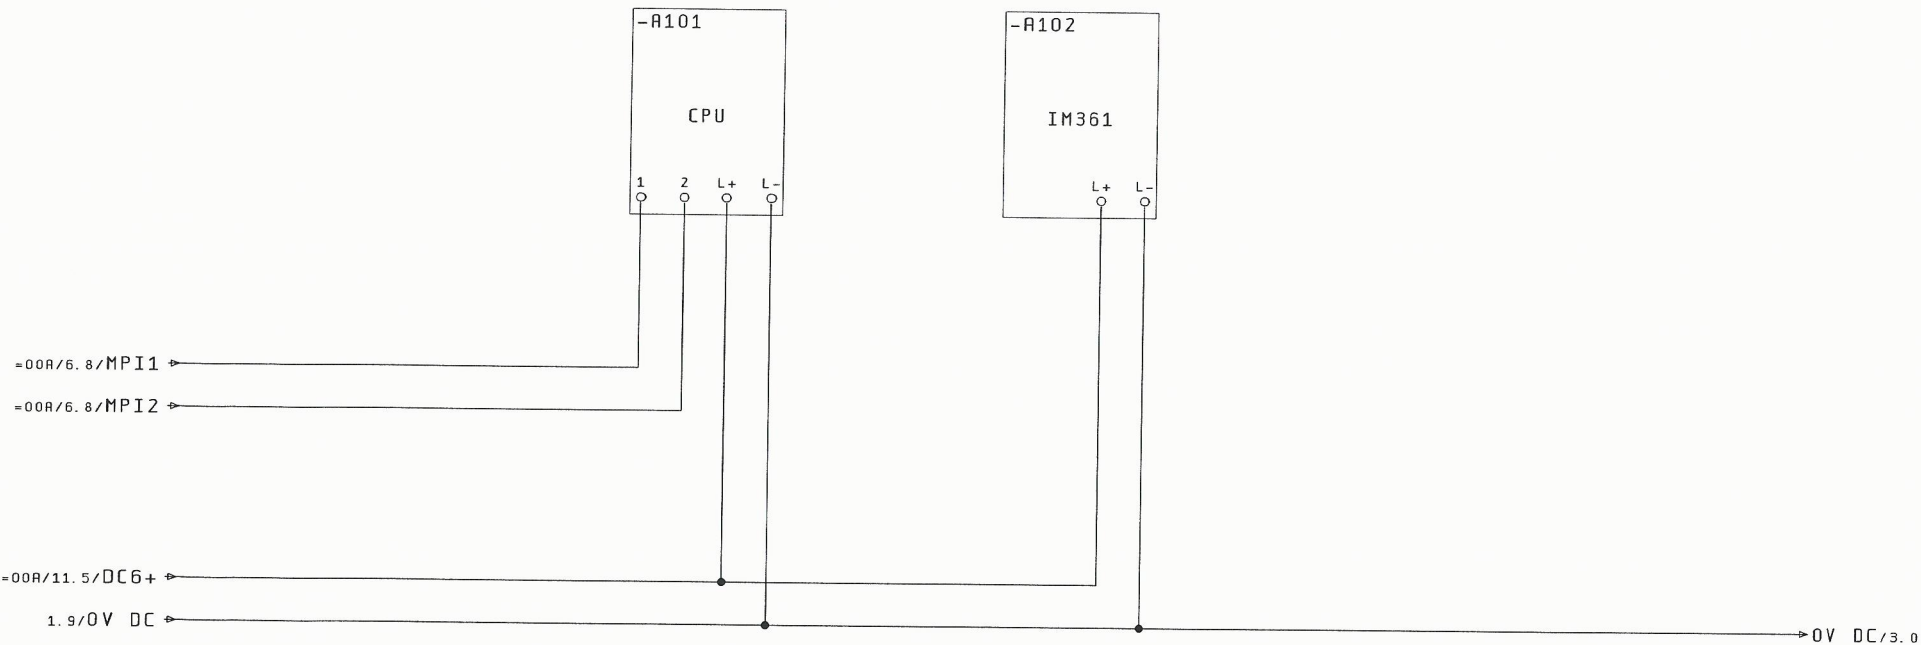 -A101
-A102
CPU
IM361
1 2 L+ L-
L+ L-
=00A/6.8/MPI1
=00A/6.8/MPI2
=00A/11.5/DC6+
1.9/0V DC
0V DC/3.0